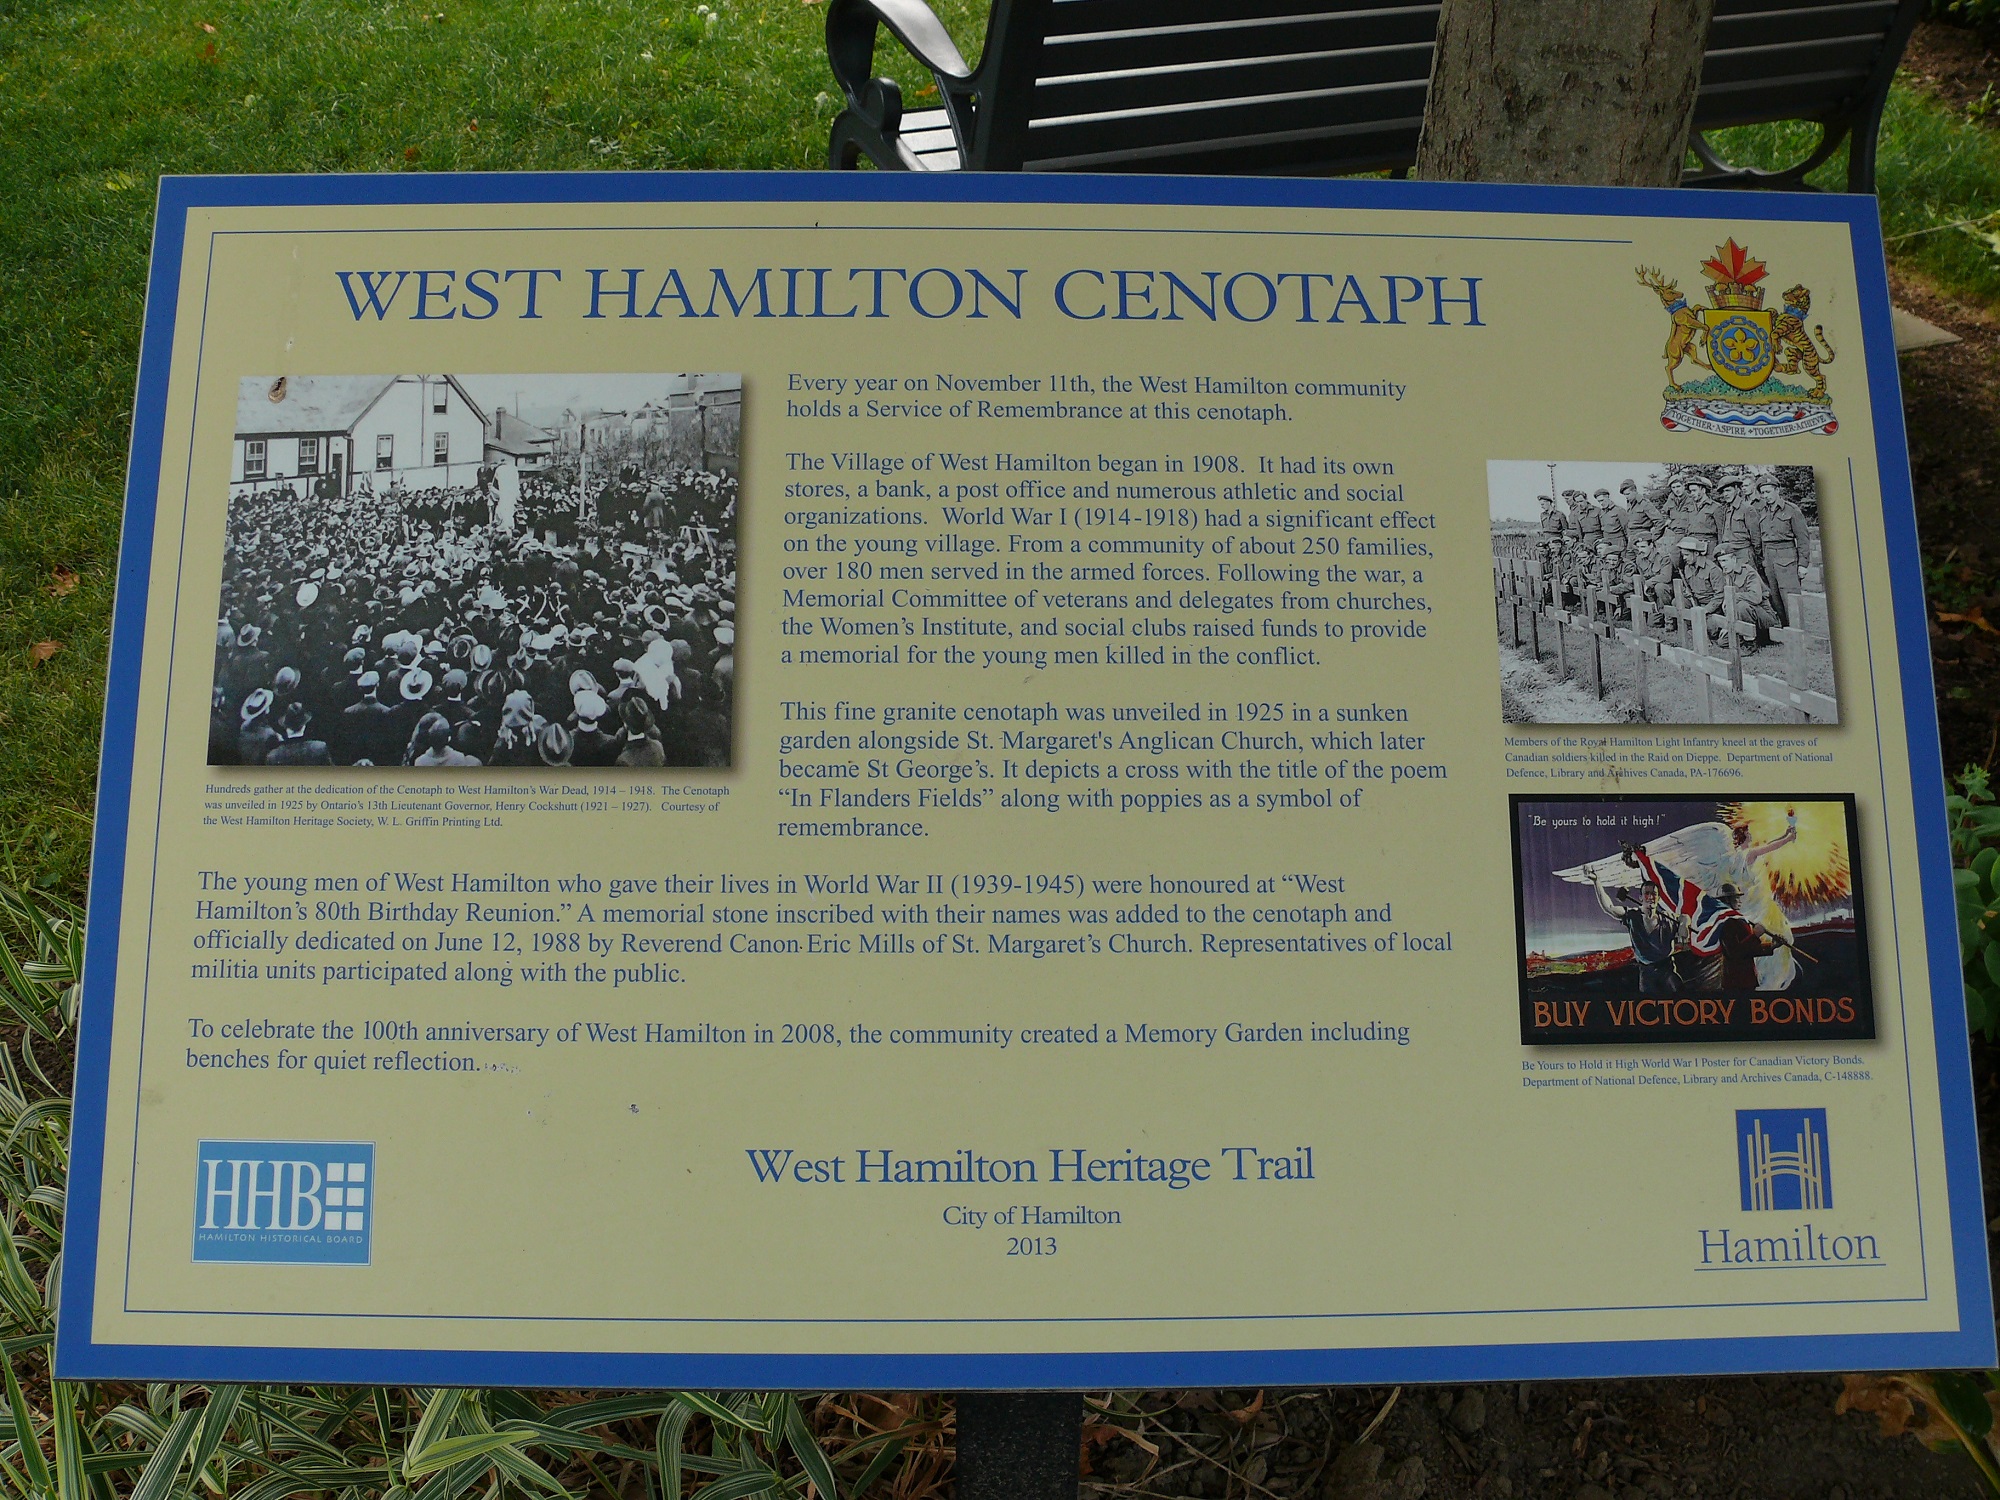 WEST HAMILTON CENOTAPH
TOGETHER · ASPIRE + TOGETHER · ACHIEVE
Every year on November 11th, the West Hamilton community
holds a Service of Remembrance at this cenotaph.
The Village of West Hamilton began in 1908. It had its own
stores, a bank, a post office and numerous athletic and social
organizations. World War I (1914-1918) had a significant effect
on the young village. From a community of about 250 families,
over 180 men served in the armed forces. Following the war, a
Memorial Committee of veterans and delegates from churches,
the Women's Institute, and social clubs raised funds to provide
a memorial for the young men killed in the conflict.
This fine granite cenotaph was unveiled in 1925 in a sunken
garden alongside St. Margaret's Anglican Church, which later
became St George's. It depicts a cross with the title of the poem
“In Flanders Fields” along with poppies as a symbol of
remembrance.
Hundreds gather at the dedication of the Cenotaph to West Hamilton's War Dead, 1914 – 1918. The Cenotaph
was unveiled in 1925 by Ontario's 13th Lieutenant Governor, Henry Cockshutt (1921 – 1927). Courtesy of
the West Hamilton Heritage Society, W. L. Griffin Printing Ltd.
The young men of West Hamilton who gave their lives in World War II (1939-1945) were honoured at “West
Hamilton's 80th Birthday Reunion.” A memorial stone inscribed with their names was added to the cenotaph and
officially dedicated on June 12, 1988 by Reverend Canon Eric Mills of St. Margaret's Church. Representatives of local
militia units participated along with the public.
To celebrate the 100th anniversary of West Hamilton in 2008, the community created a Memory Garden including
benches for quiet reflection.
Members of the Royal Hamilton Light Infantry kneel at the graves of
Canadian soldiers killed in the Raid on Dieppe. Department of National
Defence, Library and Archives Canada, PA-176696.
"Be yours to hold it high!"
BUY VICTORY BONDS
Be Yours to Hold it High World War I Poster for Canadian Victory Bonds.
Department of National Defence, Library and Archives Canada, C-148888.
HHB
HAMILTON HISTORICAL BOARD
West Hamilton Heritage Trail
City of Hamilton
2013
Hamilton